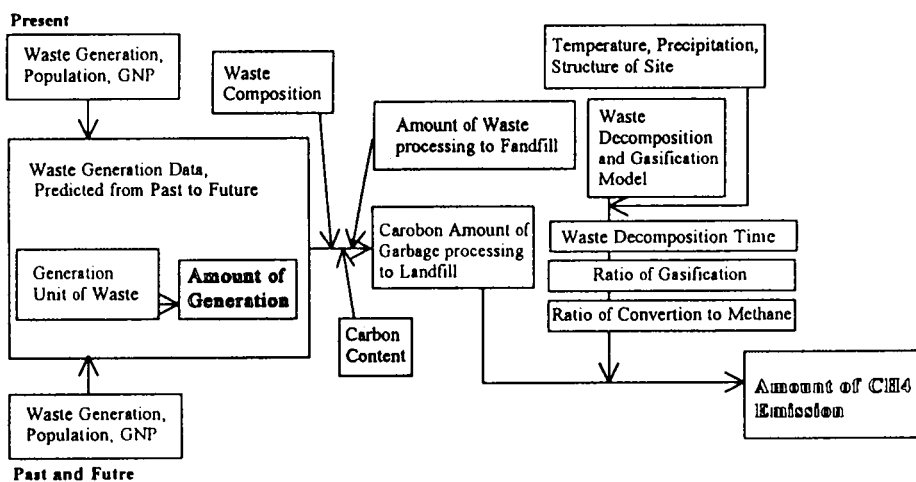 Present
Waste Generation,
Population, GNP
Waste
Composition
Temperature, Precipitation,
Structure of Site
Amount of Waste
processing to Fandfill
Waste
Decomposition
and Gasification
Model
Waste Generation Data,
Predicted from Past to Future
Generation
Unit of Waste
Amount of
Generation
Carobon Amount of
Garbage processing
to Landfill
Carbon
Content
Waste Decomposition Time
Ratio of Gasification
Ratio of Convertion to Methane
Amount of CH4
Emission
Waste Generation,
Population, GNP
Past and Futre